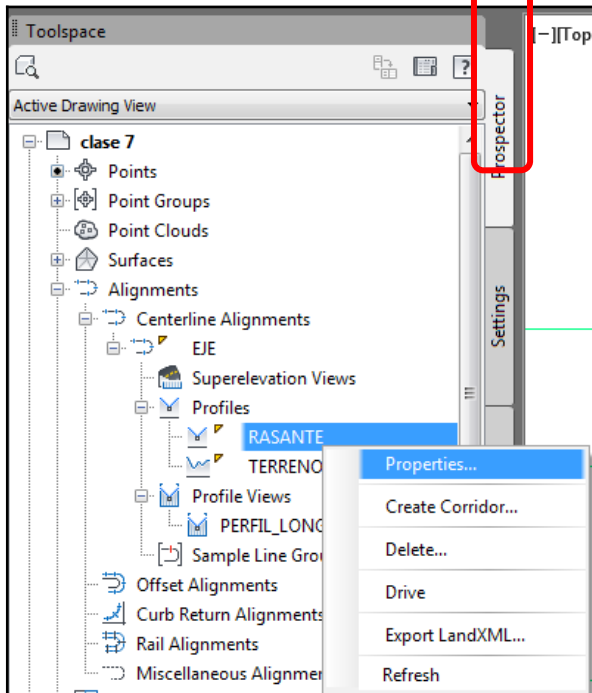 Toolspace
[−][Top
?
Active Drawing View
Prospector
clase 7
Points
Point Groups
Point Clouds
Surfaces
Alignments
Settings
Centerline Alignments
EJE
Superelevation Views
Profiles
RASANTE
TERRENO
Properties...
Profile Views
Create Corridor...
PERFIL_LONG
Delete...
Sample Line Grou
Offset Alignments
Drive
Curb Return Alignments
Export LandXML...
Rail Alignments
Miscellaneous Alignmen
Refresh